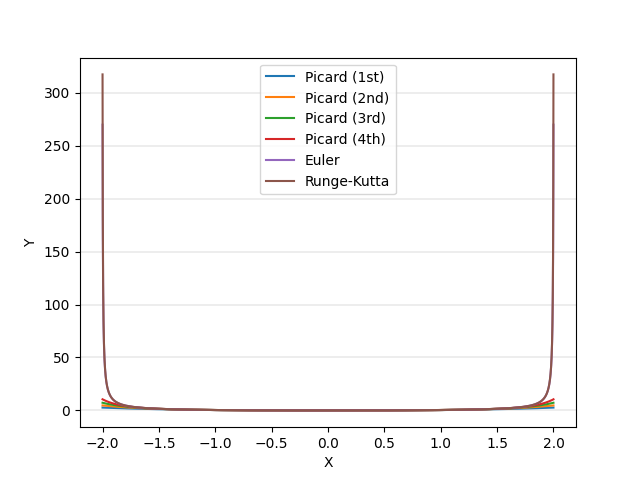 Picard (1st)
Picard (2nd)
Picard (3rd)
Picard (4th)
Euler
Runge-Kutta
300
250
200
150
100
50
0
Y
−2.0 −1.5 −1.0 −0.5 0.0 0.5 1.0 1.5 2.0
X